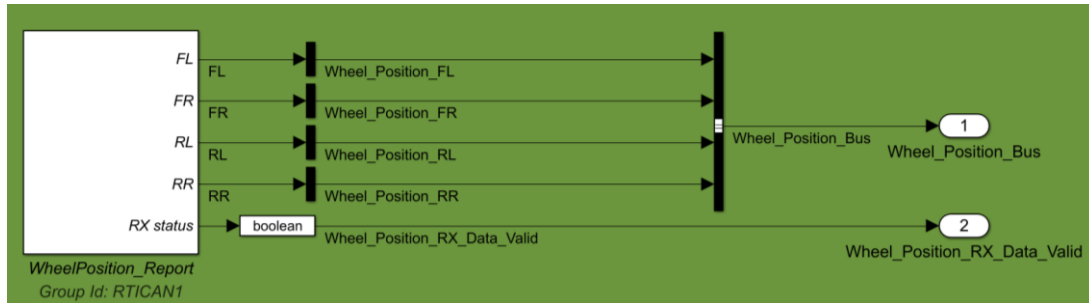 FL
FL
Wheel_Position_FL
FR
FR
Wheel_Position_FR
RL
RL
Wheel_Position_RL
RR
RR
Wheel_Position_RR
Wheel_Position_Bus
1
Wheel_Position_Bus
RX status
boolean
Wheel_Position_RX_Data_Valid
2
Wheel_Position_RX_Data_Valid
WheelPosition_Report
Group Id: RTICAN1